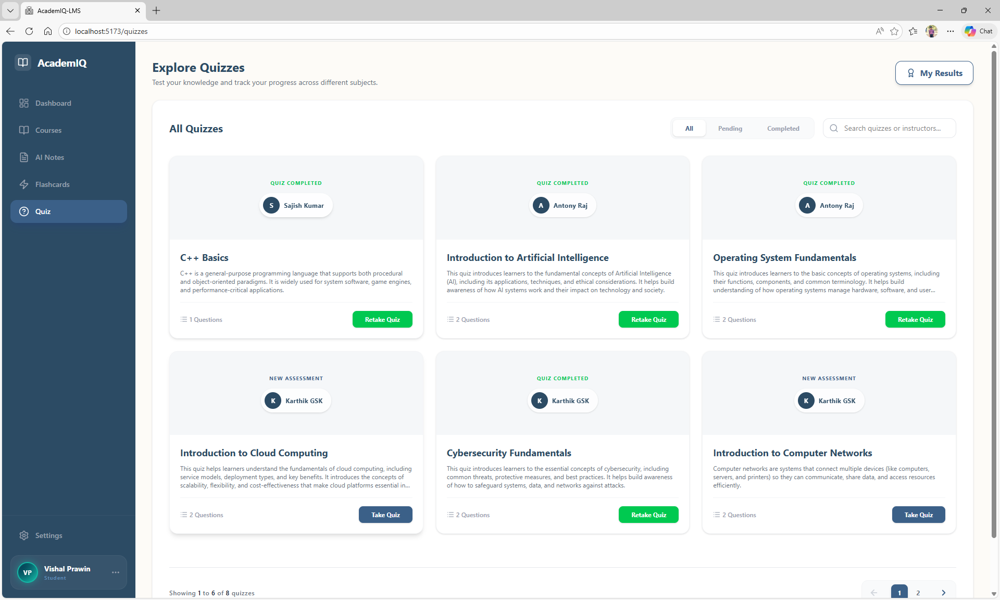 AcademIQ-LMS
localhost:5173/quizzes
Chat
AcademIQ
Dashboard
Courses
AI Notes
Flashcards
Quiz
Settings
VP
Vishal Prawin
Student
Explore Quizzes
Test your knowledge and track your progress across different subjects.
My Results
All Quizzes
All
Pending
Completed
Search quizzes or instructors...
QUIZ COMPLETED
S
Sajish Kumar
C++ Basics
C++ is a general-purpose programming language that supports both procedural
and object-oriented paradigms. It is widely used for system software, game engines,
and performance-critical applications.
1 Questions
Retake Quiz
QUIZ COMPLETED
A
Antony Raj
Introduction to Artificial Intelligence
This quiz introduces learners to the fundamental concepts of Artificial Intelligence
(AI), including its applications, techniques, and ethical considerations. It helps build
awareness of how AI systems work and their impact on technology and society.
2 Questions
Retake Quiz
QUIZ COMPLETED
A
Antony Raj
Operating System Fundamentals
This quiz introduces learners to the basic concepts of operating systems, including
their functions, components, and common terminology. It helps build
understanding of how operating systems manage hardware, software, and user...
2 Questions
Retake Quiz
NEW ASSESSMENT
K
Karthik GSK
Introduction to Cloud Computing
This quiz helps learners understand the fundamentals of cloud computing, including
service models, deployment types, and key benefits. It introduces the concepts of
scalability, flexibility, and cost-effectiveness that make cloud platforms essential in...
2 Questions
Take Quiz
QUIZ COMPLETED
K
Karthik GSK
Cybersecurity Fundamentals
This quiz introduces learners to the essential concepts of cybersecurity, including
common threats, protective measures, and best practices. It helps build awareness
of how to safeguard systems, data, and networks against attacks.
2 Questions
Retake Quiz
NEW ASSESSMENT
K
Karthik GSK
Introduction to Computer Networks
Computer networks are systems that connect multiple devices (like computers,
servers, and printers) so they can communicate, share data, and access resources
efficiently.
2 Questions
Take Quiz
Showing 1 to 6 of 8 quizzes
1
2